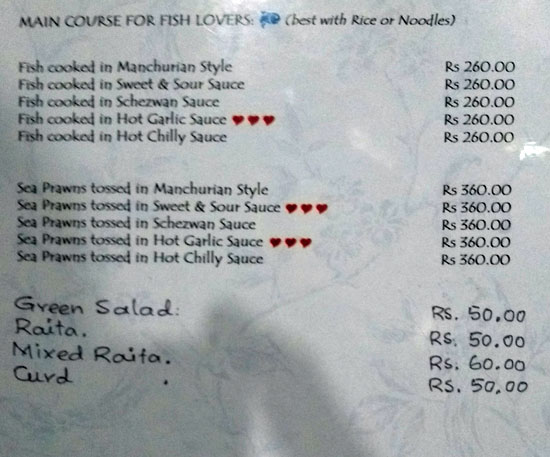 MAIN COURSE FOR FISH LOVERS: (best with Rice or Noodles)
Fish cooked in Manchurian Style Rs 260.00
Fish cooked in Sweet & Sour Sauce Rs 260.00
Fish cooked in Schezwan Sauce Rs 260.00
Fish cooked in Hot Garlic Sauce ♥♥♥ Rs 260.00
Fish cooked in Hot Chilly Sauce Rs 260.00
Sea Prawns tossed in Manchurian Style Rs 360.00
Sea Prawns tossed in Sweet & Sour Sauce ♥♥♥ Rs 360.00
Sea Prawns tossed in Schezwan Sauce Rs 360.00
Sea Prawns tossed in Hot Garlic Sauce ♥♥♥ Rs 360.00
Sea Prawns tossed in Hot Chilly Sauce Rs 360.00
Green Salad: Rs. 50.00
Raita. Rs. 50.00
Mixed Raita. Rs. 60.00
Curd . Rs. 50.00